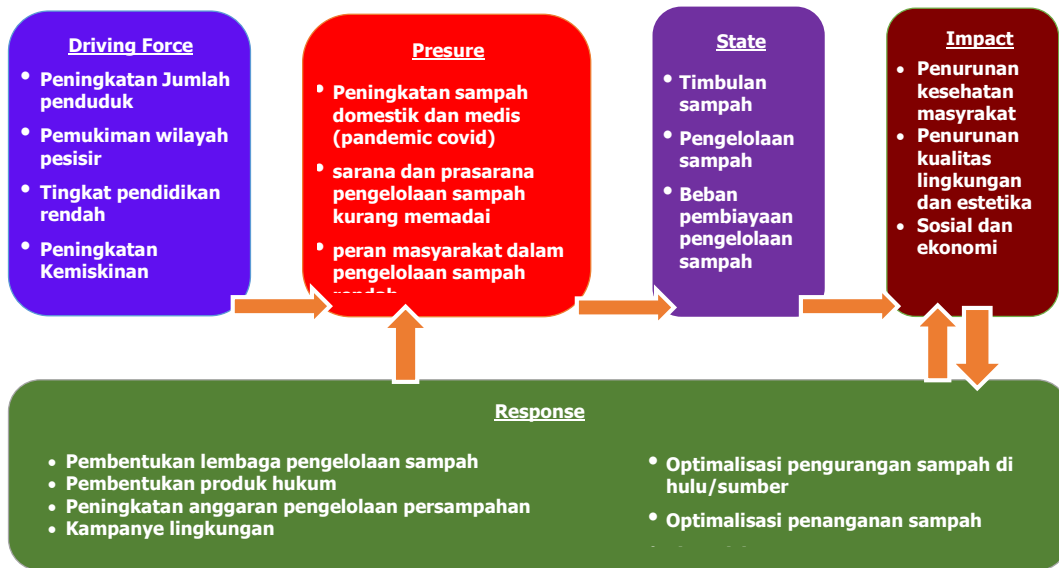 Driving Force
• Peningkatan Jumlah
penduduk
• Pemukiman wilayah
pesisir
• Tingkat pendidikan
rendah
• Peningkatan
Kemiskinan
Presure
• Peningkatan sampah
domestik dan medis
(pandemic covid)
• sarana dan prasarana
pengelolaan sampah
kurang memadai
• peran masyarakat dalam
pengelolaan sampah
rendah
State
• Timbulan
sampah
• Pengelolaan
sampah
• Beban
pembiayaan
pengelolaan
sampah
Impact
• Penurunan
kesehatan
masyrakat
• Penurunan
kualitas
lingkungan
dan estetika
• Sosial dan
ekonomi
Response
• Pembentukan lembaga pengelolaan sampah
• Pembentukan produk hukum
• Peningkatan anggaran pengelolaan persampahan
• Kampanye lingkungan
• Optimalisasi pengurangan sampah di
hulu/sumber
• Optimalisasi penanganan sampah